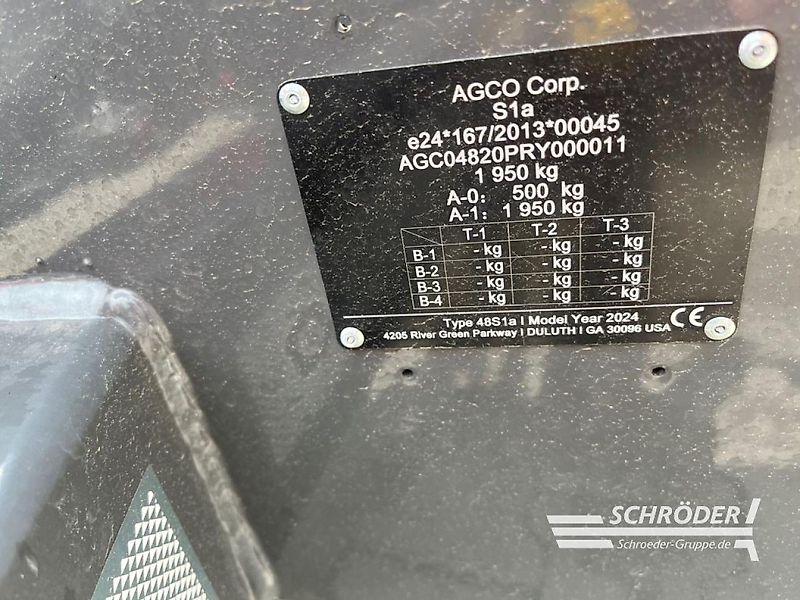 AGCO Corp.
S1a
e24*167/2013*00045
AGC04820PRY000011
1 950 kg
A-0: 500 kg
A-1: 1 950 kg
T-1 T-2 T-3
B-1 - kg - kg - kg
B-2 - kg - kg - kg
B-3 - kg - kg - kg
B-4 - kg - kg - kg
Type 48S1a I Model Year 2024
4205 River Green Parkway I DULUTH I GA 30096 USA
CE
SCHRÖDER
Schroeder-Gruppe.de